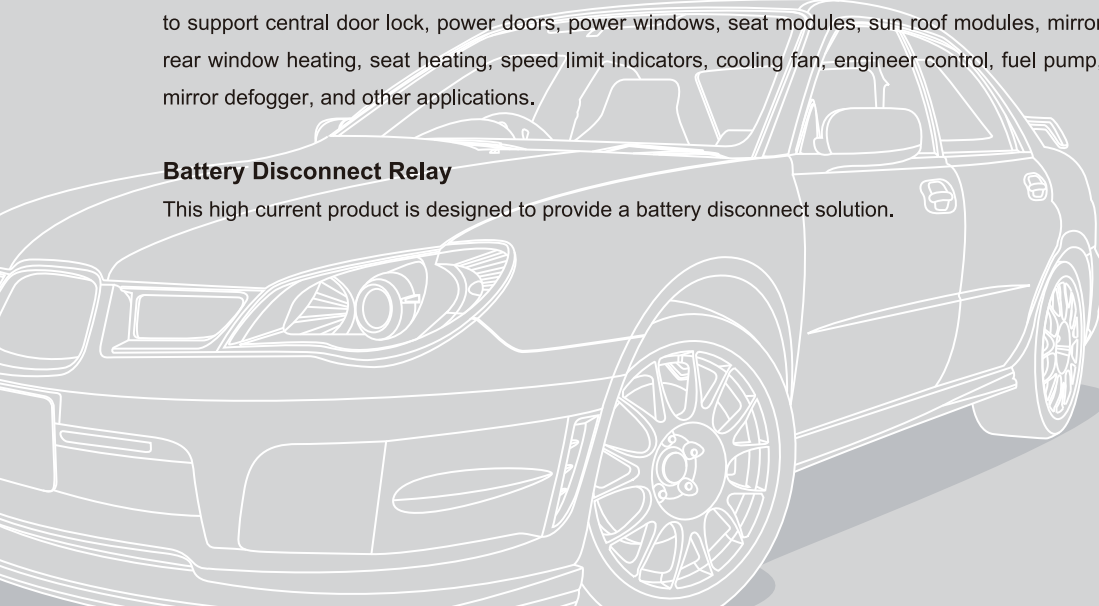 to support central door lock, power doors, power windows, seat modules, sun roof modules, mirror
rear window heating, seat heating, speed limit indicators, cooling fan, engineer control, fuel pump,
mirror defogger, and other applications.
Battery Disconnect Relay
This high current product is designed to provide a battery disconnect solution.